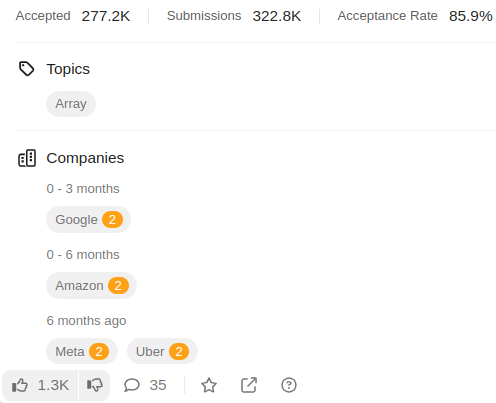 Accepted 277.2K Submissions 322.8K Acceptance Rate 85.9%
Topics
Array
Companies
0 - 3 months
Google 2
0 - 6 months
Amazon 2
6 months ago
Meta 2 Uber 2
1.3K 35